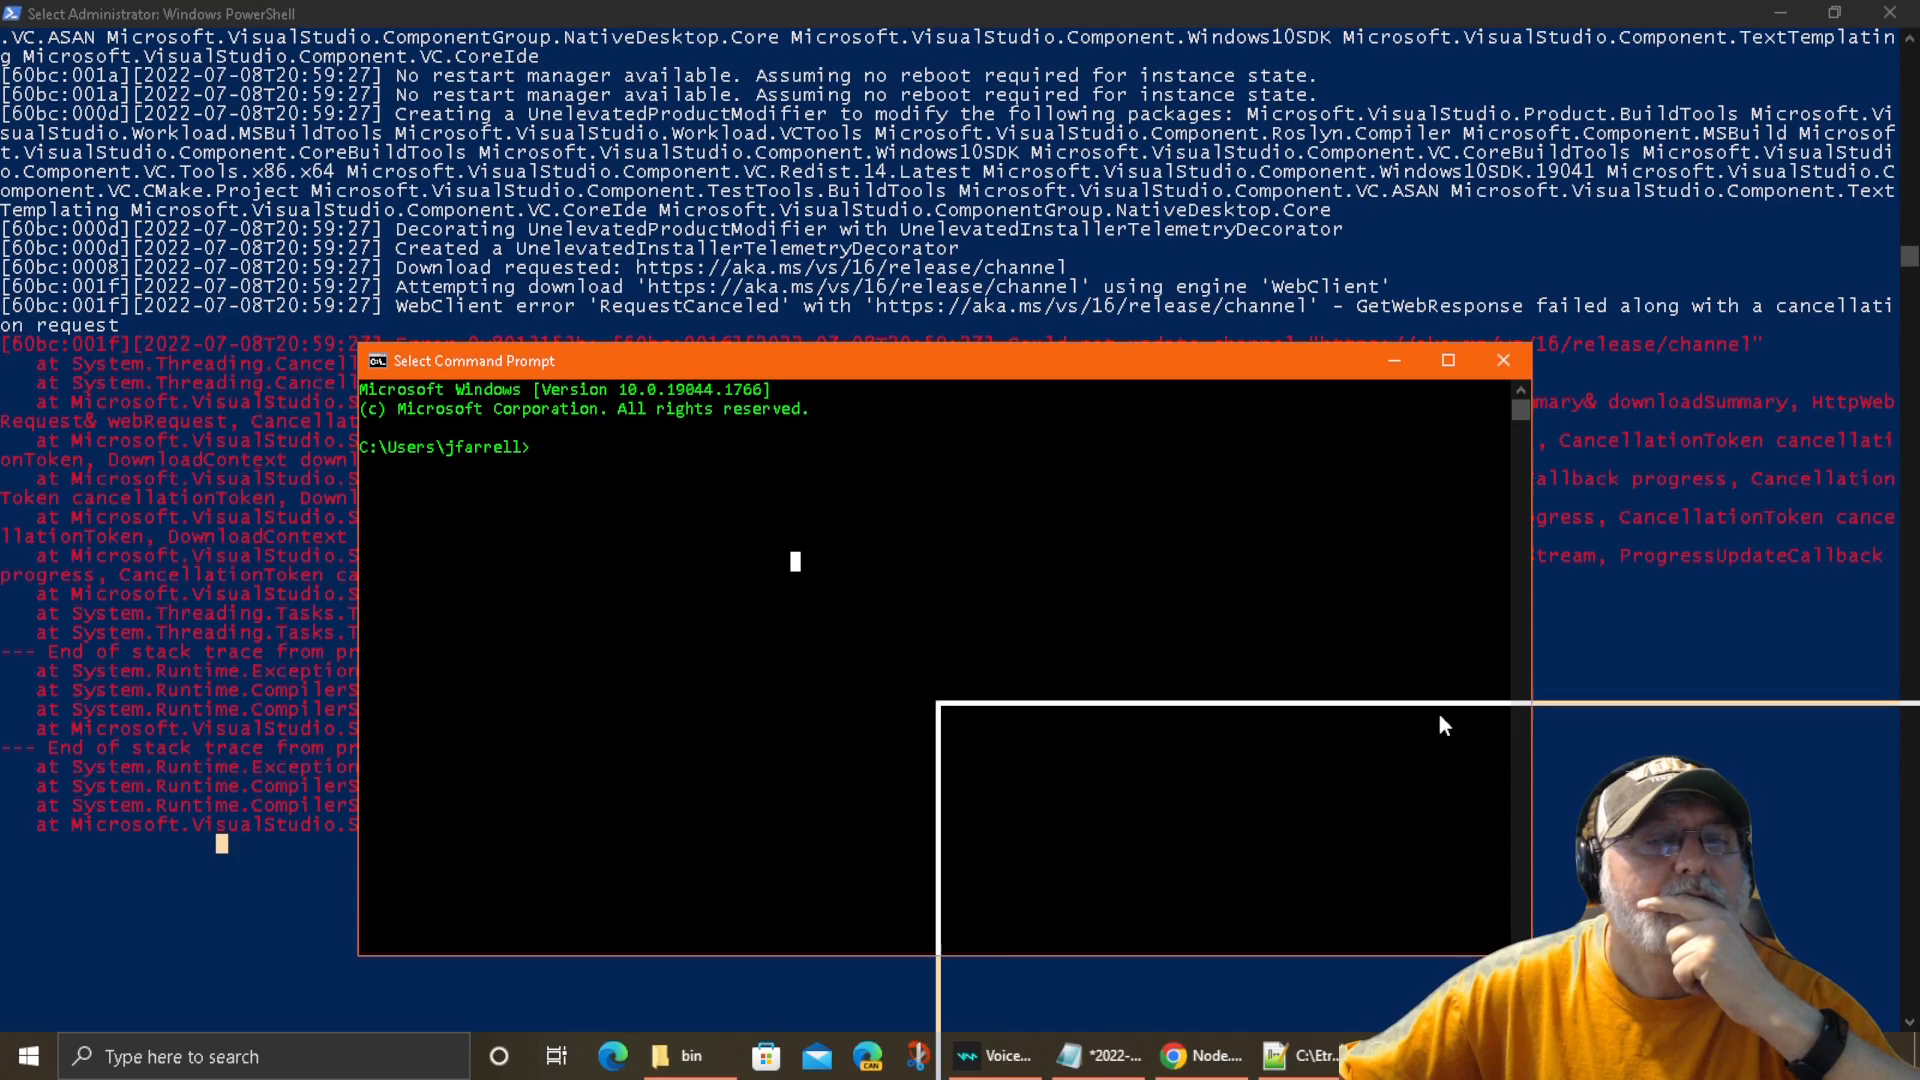 Select Administrator: Windows PowerShell
.VC.ASAN Microsoft.VisualStudio.ComponentGroup.NativeDesktop.Core Microsoft.VisualStudio.Component.Windows10SDK Microsoft.VisualStudio.Component.TextTemplatin
g Microsoft.VisualStudio.Component.VC.CoreIde
[60bc:001a][2022-07-08T20:59:27] No restart manager available. Assuming no reboot required for instance state.
[60bc:001a][2022-07-08T20:59:27] No restart manager available. Assuming no reboot required for instance state.
[60bc:000d][2022-07-08T20:59:27] Creating a UnelevatedProductModifier to modify the following packages: Microsoft.VisualStudio.Product.BuildTools Microsoft.Vi
sualStudio.Workload.MSBuildTools Microsoft.VisualStudio.Workload.VCTools Microsoft.VisualStudio.Component.Roslyn.Compiler Microsoft.Component.MSBuild Microsof
t.VisualStudio.Component.CoreBuildTools Microsoft.VisualStudio.Component.Windows10SDK Microsoft.VisualStudio.Component.VC.CoreBuildTools Microsoft.VisualStudi
o.Component.VC.Tools.x86.x64 Microsoft.VisualStudio.Component.VC.Redist.14.Latest Microsoft.VisualStudio.Component.Windows10SDK.19041 Microsoft.VisualStudio.C
omponent.VC.CMake.Project Microsoft.VisualStudio.Component.TestTools.BuildTools Microsoft.VisualStudio.Component.VC.ASAN Microsoft.VisualStudio.Component.Text
Templating Microsoft.VisualStudio.Component.VC.CoreIde Microsoft.VisualStudio.ComponentGroup.NativeDesktop.Core
[60bc:000d][2022-07-08T20:59:27] Decorating UnelevatedProductModifier with UnelevatedInstallerTelemetryDecorator
[60bc:000d][2022-07-08T20:59:27] Created a UnelevatedInstallerTelemetryDecorator
[60bc:0008][2022-07-08T20:59:27] Download requested: https://aka.ms/vs/16/release/channel
[60bc:001f][2022-07-08T20:59:27] Attempting download 'https://aka.ms/vs/16/release/channel' using engine 'WebClient'
[60bc:001f][2022-07-08T20:59:27] WebClient error 'RequestCanceled' with 'https://aka.ms/vs/16/release/channel' - GetWebResponse failed along with a cancellati
on request
[60bc:001f][2022-07-08T20:59:27] 16/release/channel"
at System.Threading.Cancell
at System.Threading.Cancell
at Microsoft.VisualStudio.S mary& downloadSummary, HttpWeb
Request& webRequest, Cancellat
at Microsoft.VisualStudio.S , CancellationToken cancellati
onToken, DownloadContext downl
at Microsoft.VisualStudio.S allback progress, Cancellation
Token cancellationToken, Downl
at Microsoft.VisualStudio.S gress, CancellationToken cance
llationToken, DownloadContext
at Microsoft.VisualStudio.S tream, ProgressUpdateCallback
progress, CancellationToken ca
at Microsoft.VisualStudio.S
at System.Threading.Tasks.T
at System.Threading.Tasks.T
--- End of stack trace from pr
at System.Runtime.Exception
at System.Runtime.CompilerS
at System.Runtime.CompilerS
at Microsoft.VisualStudio.S
--- End of stack trace from pr
at System.Runtime.Exception
at System.Runtime.CompilerS
at System.Runtime.CompilerS
at Microsoft.VisualStudio.S
Select Command Prompt
Microsoft Windows [Version 10.0.19044.1766]
(c) Microsoft Corporation. All rights reserved.
C:\Users\jfarrell>
Type here to search
bin
CAN
Voice...
*2022-...
Node....
C:\Etr...